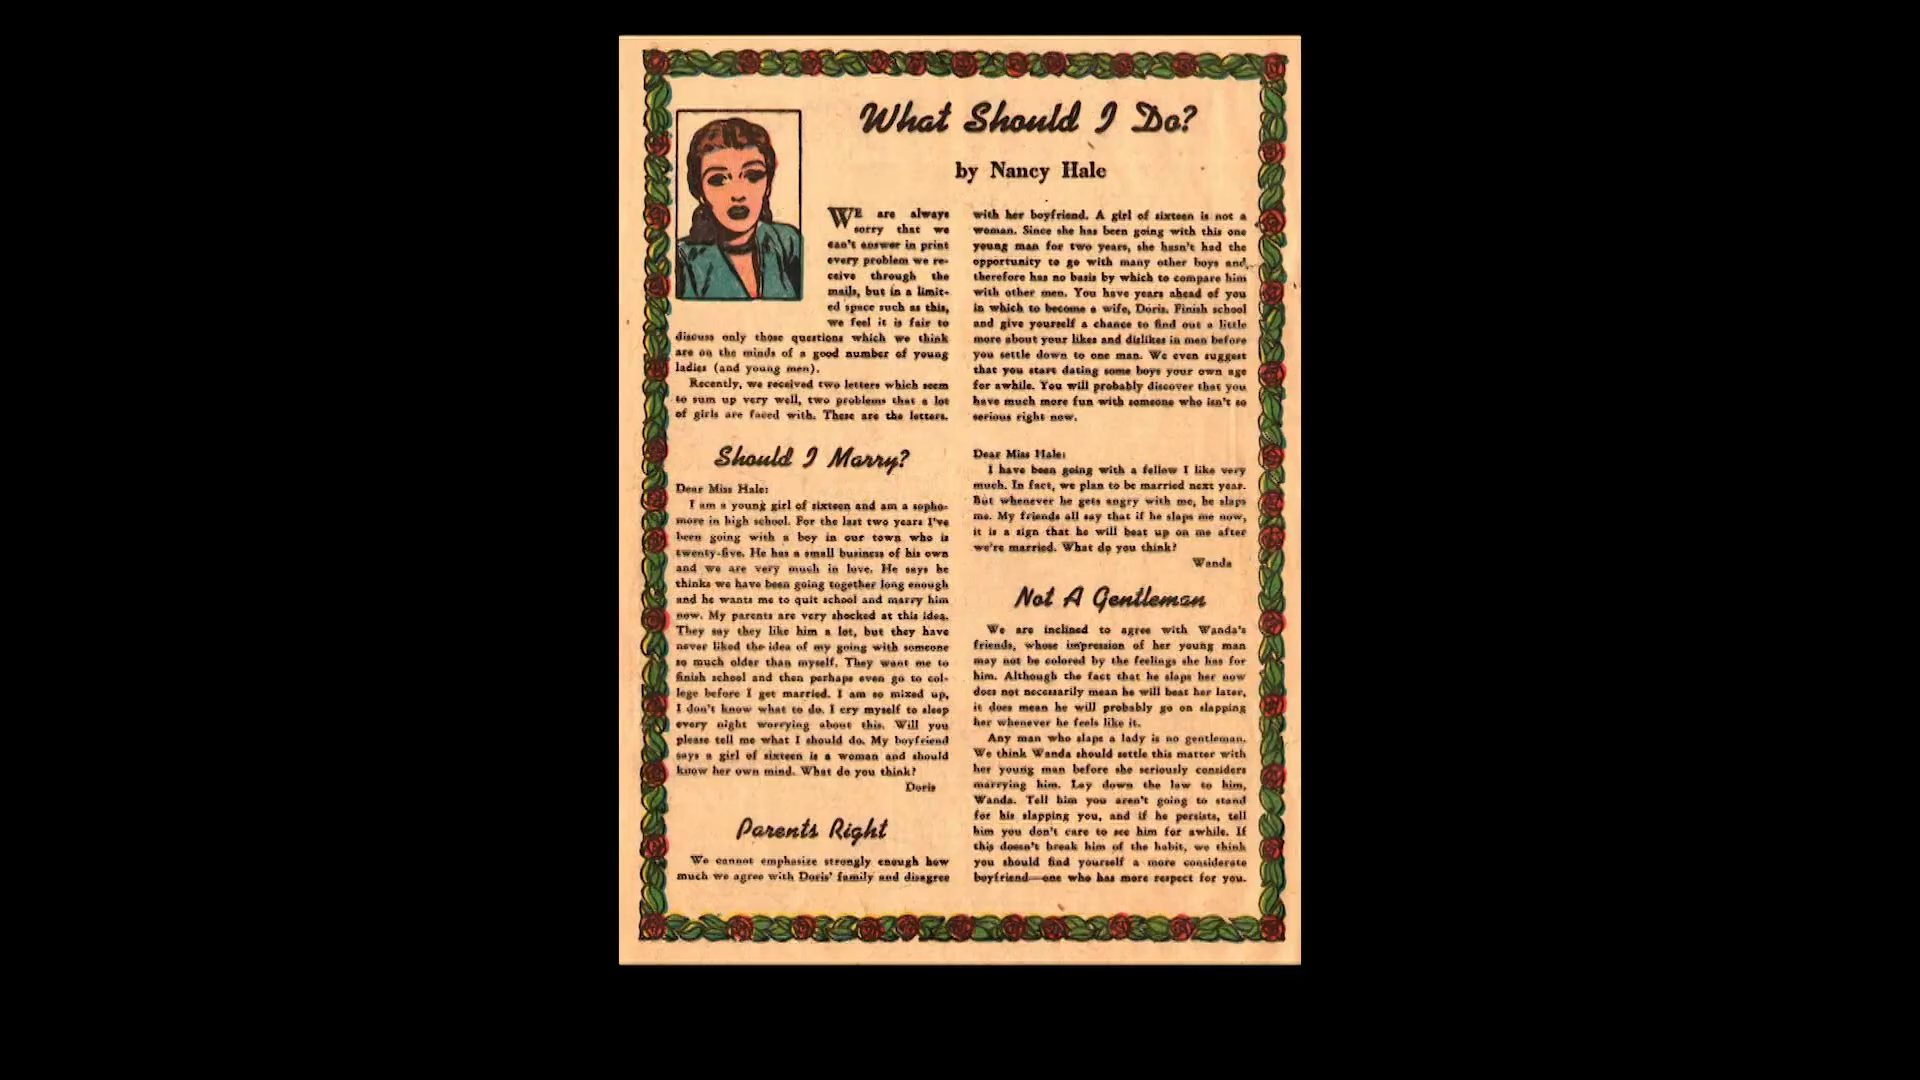 What Should I Do?
by Nancy Hale
WE are always
sorry that we
can't answer in print
every problem we re-
ceive through the
mails, but in a limit-
ed space such as this,
we feel it is fair to
discuss only those questions which we think
are on the minds of a good number of young
ladies (and young men).
Recently, we received two letters which seem
to sum up very well, two problems that a lot
of girls are faced with. These are the letters.
Should I Marry?
Dear Miss Hale:
I am a young girl of sixteen and am a sopho-
more in high school. For the last two years I've
been going with a boy in our town who is
twenty-five. He has a small business of his own
and we are very much in love. He says he
thinks we have been going together long enough
and he wants me to quit school and marry him
now. My parents are very shocked at this idea.
They say they like him a lot, but they have
never liked the idea of my going with someone
so much older than myself. They want me to
finish school and then perhaps even go to col-
lege before I get married. I am so mixed up,
I don't know what to do. I cry myself to sleep
every night worrying about this. Will you
please tell me what I should do. My boyfriend
says a girl of sixteen is a woman and should
know her own mind. What do you think?
Doris
Parents Right
We cannot emphasize strongly enough how
much we agree with Doris' family and disagree
with her boyfriend. A girl of sixteen is not a
woman. Since she has been going with this one
young man for two years, she hasn't had the
opportunity to go with many other boys and
therefore has no basis by which to compare him
with other men. You have years ahead of you
in which to become a wife, Doris. Finish school
and give yourself a chance to find out a little
more about your likes and dislikes in men before
you settle down to one man. We even suggest
that you start dating some boys your own age
for awhile. You will probably discover that you
have much more fun with someone who isn't so
serious right now.
Dear Miss Hale:
I have been going with a fellow I like very
much. In fact, we plan to be married next year.
But whenever he gets angry with me, he slaps
me. My friends all say that if he slaps me now,
it is a sign that he will beat up on me after
we're married. What do you think?
Wanda
Not A Gentleman
We are inclined to agree with Wanda's
friends, whose impression of her young man
may not be colored by the feelings she has for
him. Although the fact that he slaps her now
does not necessarily mean he will beat her later,
it does mean he will probably go on slapping
her whenever he feels like it.
Any man who slaps a lady is no gentleman.
We think Wanda should settle this matter with
her young man before she seriously considers
marrying him. Lay down the law to him,
Wanda. Tell him you aren't going to stand
for his slapping you, and if he persists, tell
him you don't care to see him for awhile. If
this doesn't break him of the habit, we think
you should find yourself a more considerate
boyfriend—one who has more respect for you.